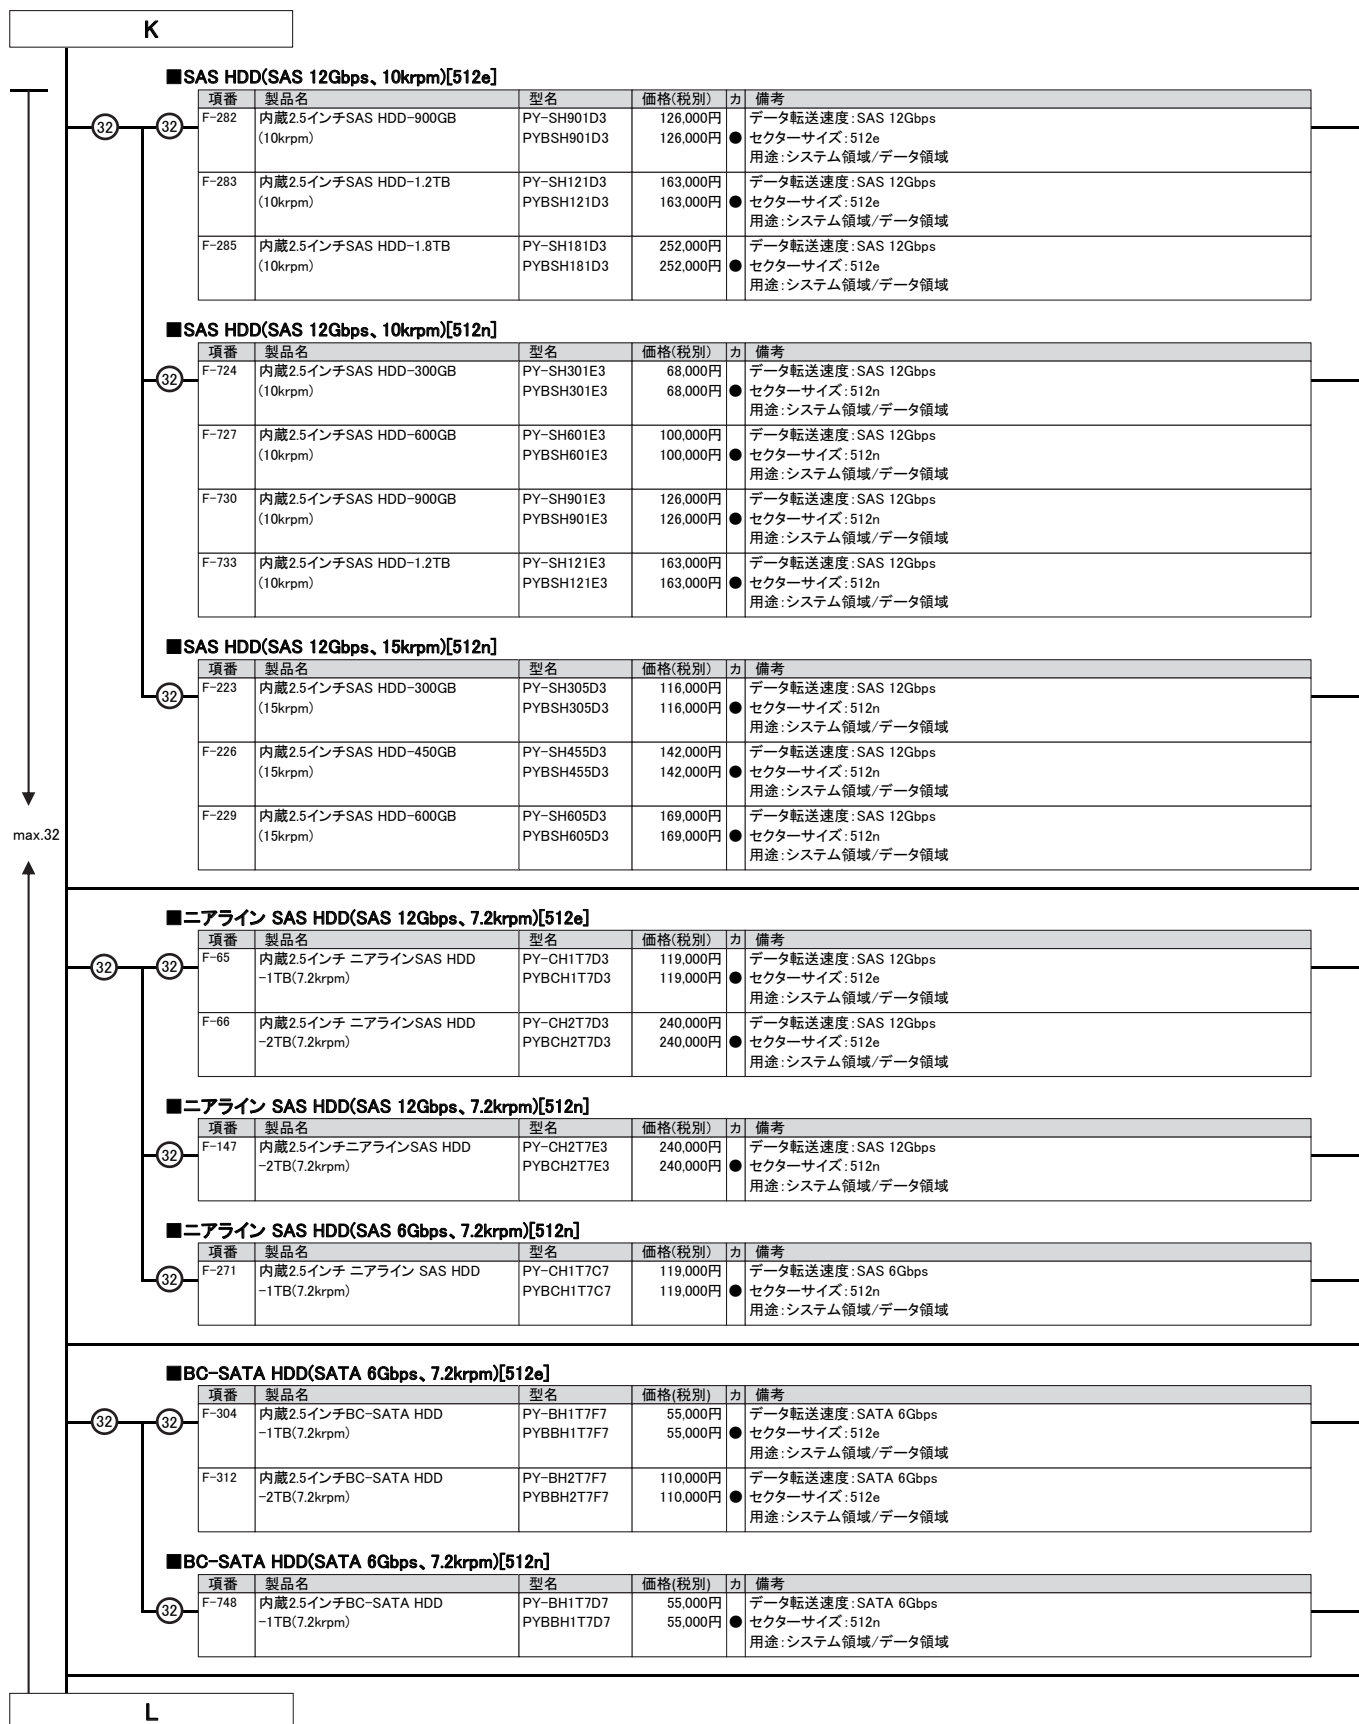 K
■SAS HDD(SAS 12Gbps、10krpm)[512e]
項番 製品名 型名 価格(税別) カ 備考
F-282 内蔵2.5インチSAS HDD-900GB PY-SH901D3 126,000円 データ転送速度:SAS 12Gbps
32 32 (10krpm) PYBSH901D3 126,000円 ● セクターサイズ:512e
用途:システム領域/データ領域
F-283 内蔵2.5インチSAS HDD-1.2TB PY-SH121D3 163,000円 データ転送速度:SAS 12Gbps
(10krpm) PYBSH121D3 163,000円 ● セクターサイズ:512e
用途:システム領域/データ領域
F-285 内蔵2.5インチSAS HDD-1.8TB PY-SH181D3 252,000円 データ転送速度:SAS 12Gbps
(10krpm) PYBSH181D3 252,000円 ● セクターサイズ:512e
用途:システム領域/データ領域
■SAS HDD(SAS 12Gbps、10krpm)[512n]
項番 製品名 型名 価格(税別) カ 備考
F-724 内蔵2.5インチSAS HDD-300GB PY-SH301E3 68,000円 データ転送速度:SAS 12Gbps
32 (10krpm) PYBSH301E3 68,000円 ● セクターサイズ:512n
用途:システム領域/データ領域
F-727 内蔵2.5インチSAS HDD-600GB PY-SH601E3 100,000円 データ転送速度:SAS 12Gbps
(10krpm) PYBSH601E3 100,000円 ● セクターサイズ:512n
用途:システム領域/データ領域
F-730 内蔵2.5インチSAS HDD-900GB PY-SH901E3 126,000円 データ転送速度:SAS 12Gbps
(10krpm) PYBSH901E3 126,000円 ● セクターサイズ:512n
用途:システム領域/データ領域
F-733 内蔵2.5インチSAS HDD-1.2TB PY-SH121E3 163,000円 データ転送速度:SAS 12Gbps
(10krpm) PYBSH121E3 163,000円 ● セクターサイズ:512n
用途:システム領域/データ領域
■SAS HDD(SAS 12Gbps、15krpm)[512n]
項番 製品名 型名 価格(税別) カ 備考
F-223 内蔵2.5インチSAS HDD-300GB PY-SH305D3 116,000円 データ転送速度:SAS 12Gbps
32 (15krpm) PYBSH305D3 116,000円 ● セクターサイズ:512n
用途:システム領域/データ領域
F-226 内蔵2.5インチSAS HDD-450GB PY-SH455D3 142,000円 データ転送速度:SAS 12Gbps
(15krpm) PYBSH455D3 142,000円 ● セクターサイズ:512n
用途:システム領域/データ領域
F-229 内蔵2.5インチSAS HDD-600GB PY-SH605D3 169,000円 データ転送速度:SAS 12Gbps
max.32 (15krpm) PYBSH605D3 169,000円 ● セクターサイズ:512n
用途:システム領域/データ領域
■ニアライン SAS HDD(SAS 12Gbps、7.2krpm)[512e]
項番 製品名 型名 価格(税別) カ 備考
F-65 内蔵2.5インチ ニアラインSAS HDD PY-CH1T7D3 119,000円 データ転送速度:SAS 12Gbps
32 32 -1TB(7.2krpm) PYBCH1T7D3 119,000円 ● セクターサイズ:512e
用途:システム領域/データ領域
F-66 内蔵2.5インチ ニアラインSAS HDD PY-CH2T7D3 240,000円 データ転送速度:SAS 12Gbps
-2TB(7.2krpm) PYBCH2T7D3 240,000円 ● セクターサイズ:512e
用途:システム領域/データ領域
■ニアライン SAS HDD(SAS 12Gbps、7.2krpm)[512n]
項番 製品名 型名 価格(税別) カ 備考
F-147 内蔵2.5インチニアラインSAS HDD PY-CH2T7E3 240,000円 データ転送速度:SAS 12Gbps
32 -2TB(7.2krpm) PYBCH2T7E3 240,000円 ● セクターサイズ:512n
用途:システム領域/データ領域
■ニアライン SAS HDD(SAS 6Gbps、7.2krpm)[512n]
項番 製品名 型名 価格(税別) カ 備考
F-271 内蔵2.5インチ ニアライン SAS HDD PY-CH1T7C7 119,000円 データ転送速度:SAS 6Gbps
32 -1TB(7.2krpm) PYBCH1T7C7 119,000円 ● セクターサイズ:512n
用途:システム領域/データ領域
■BC-SATA HDD(SATA 6Gbps、7.2krpm)[512e]
項番 製品名 型名 価格(税別) カ 備考
F-304 内蔵2.5インチBC-SATA HDD PY-BH1T7F7 55,000円 データ転送速度:SATA 6Gbps
32 32 -1TB(7.2krpm) PYBBH1T7F7 55,000円 ● セクターサイズ:512e
用途:システム領域/データ領域
F-312 内蔵2.5インチBC-SATA HDD PY-BH2T7F7 110,000円 データ転送速度:SATA 6Gbps
-2TB(7.2krpm) PYBBH2T7F7 110,000円 ● セクターサイズ:512e
用途:システム領域/データ領域
■BC-SATA HDD(SATA 6Gbps、7.2krpm)[512n]
項番 製品名 型名 価格(税別) カ 備考
F-748 内蔵2.5インチBC-SATA HDD PY-BH1T7D7 55,000円 データ転送速度:SATA 6Gbps
32 -1TB(7.2krpm) PYBBH1T7D7 55,000円 ● セクターサイズ:512n
用途:システム領域/データ領域
L